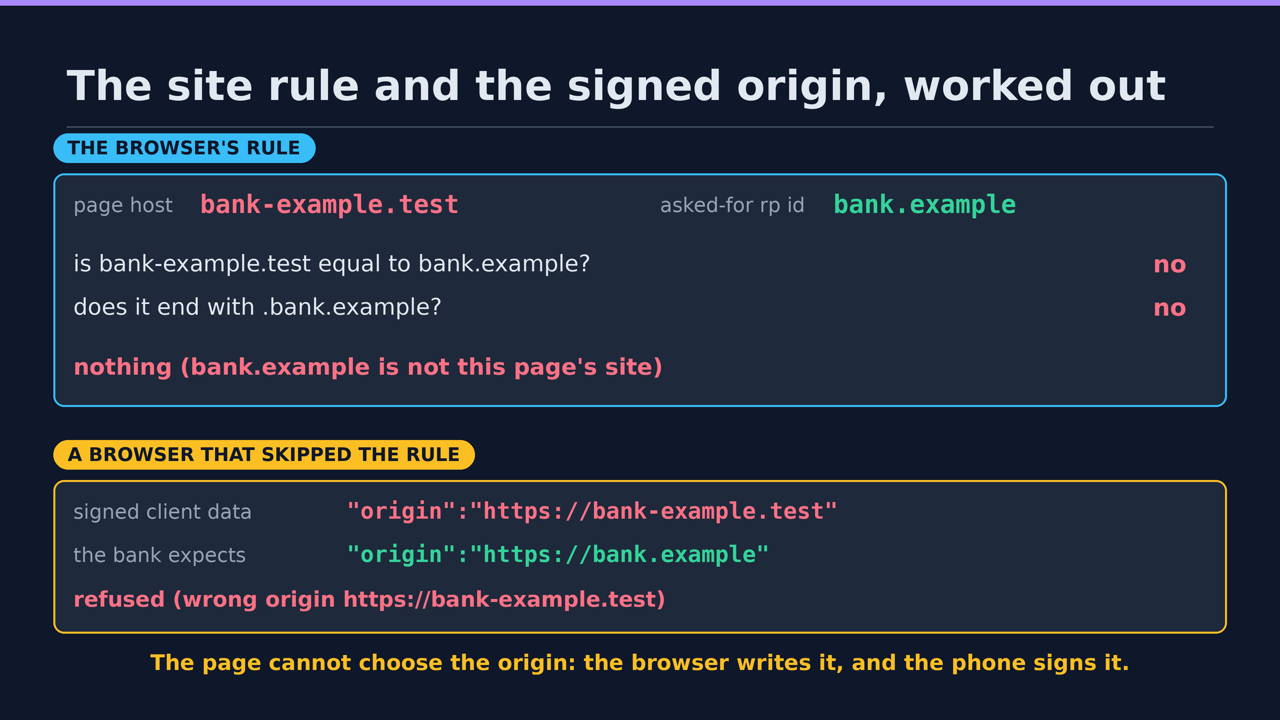 The site rule and the signed origin, worked out
THE BROWSER'S RULE
page host bank-example.test asked-for rp id bank.example
is bank-example.test equal to bank.example? no
does it end with .bank.example? no
nothing (bank.example is not this page's site)
A BROWSER THAT SKIPPED THE RULE
signed client data "origin":"https://bank-example.test"
the bank expects "origin":"https://bank.example"
refused (wrong origin https://bank-example.test)
The page cannot choose the origin: the browser writes it, and the phone signs it.